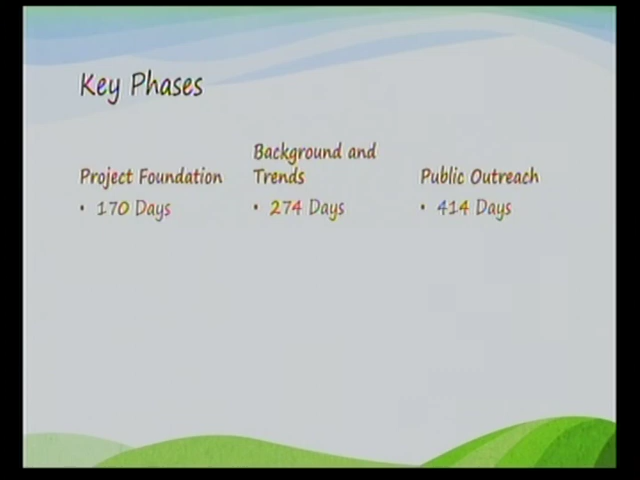 Key Phases
Project Foundation
• 170 Days
Background and
Trends
• 274 Days
Public Outreach
• 414 Days